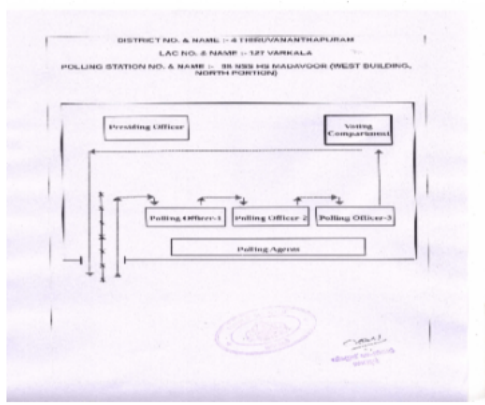 DISTRICT NO. & NAME :- 4 THIRUVANANTHAPURAM
LAC NO. & NAME :- 127 VARKALA
POLLING STATION NO. & NAME :- 98 NSS HS MADAVOOR (WEST BUILDING,
NORTH PORTION)
Presiding Officer
Voting
Compartment
Polling Officer-1
Polling Officer 2
Polling Officer-3
Polling Agents